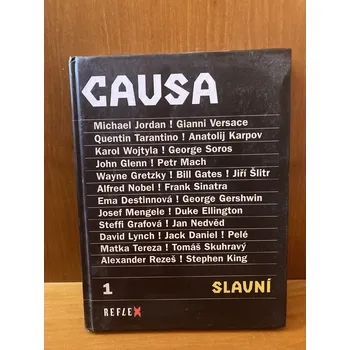 CAUSA
Michael Jordan ! Gianni Versace
Quentin Tarantino ! Anatolij Karpov
Karol Wojtyla ! George Soros
John Glenn ! Petr Mach
Wayne Gretzky ! Bill Gates ! Jiří Šlitr
Alfred Nobel ! Frank Sinatra
Ema Destinnová ! George Gershwin
Josef Mengele ! Duke Ellington
Steffi Grafová ! Jan Nedvěd
David Lynch ! Jack Daniel ! Pelé
Matka Tereza ! Tomáš Skuhravý
Alexander Rezeš ! Stephen King
1 SLAVNÍ
REFLEX